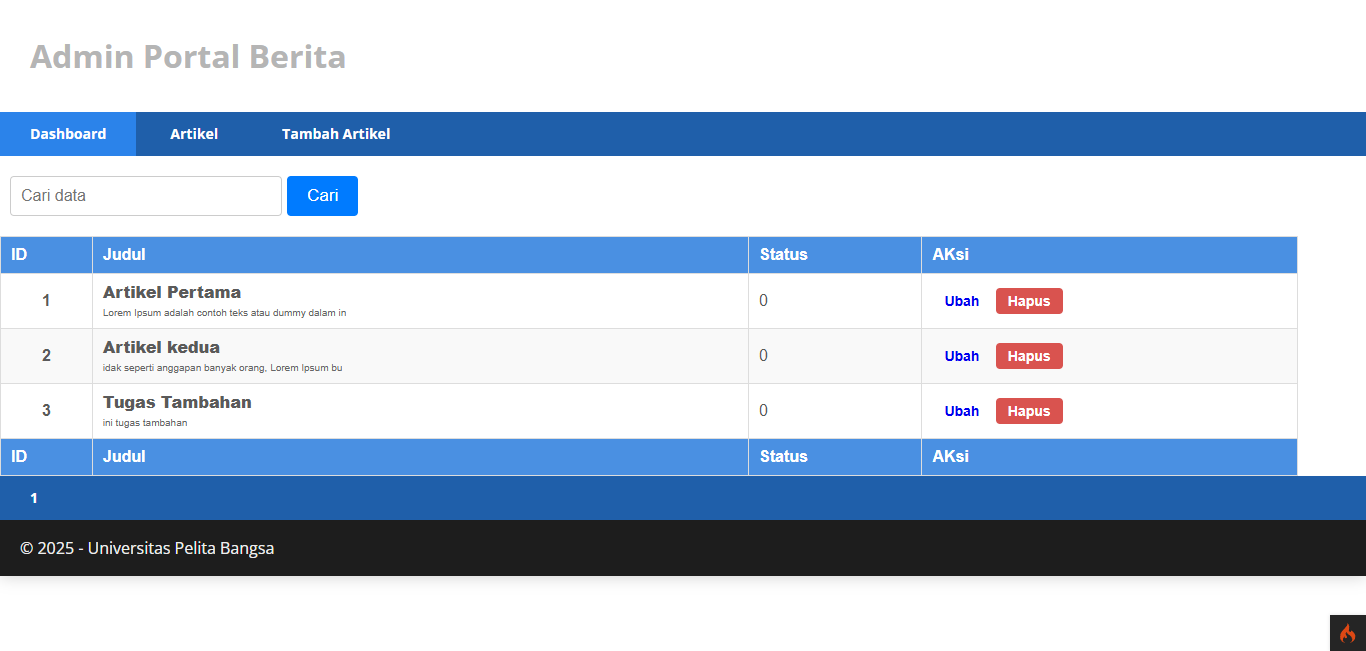 Admin Portal Berita
Dashboard Artikel Tambah Artikel
Cari data Cari
ID Judul Status AKsi
1 Artikel Pertama 0 Ubah Hapus
Lorem Ipsum adalah contoh teks atau dummy dalam in
2 Artikel kedua 0 Ubah Hapus
idak seperti anggapan banyak orang, Lorem Ipsum bu
3 Tugas Tambahan 0 Ubah Hapus
ini tugas tambahan
ID Judul Status AKsi
1
© 2025 - Universitas Pelita Bangsa